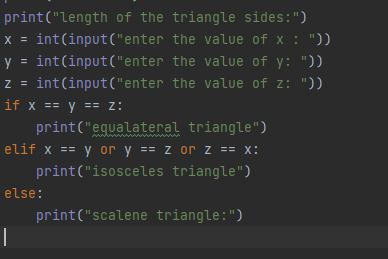 print("length of the triangle sides:")
x = int(input("enter the value of x : "))
y = int(input("enter the value of y: "))
z = int(input("enter the value of z: "))
if x == y == z:
    print("equalateral triangle")
elif x == y or y == z or z == x:
    print("isosceles triangle")
else:
    print("scalene triangle:")